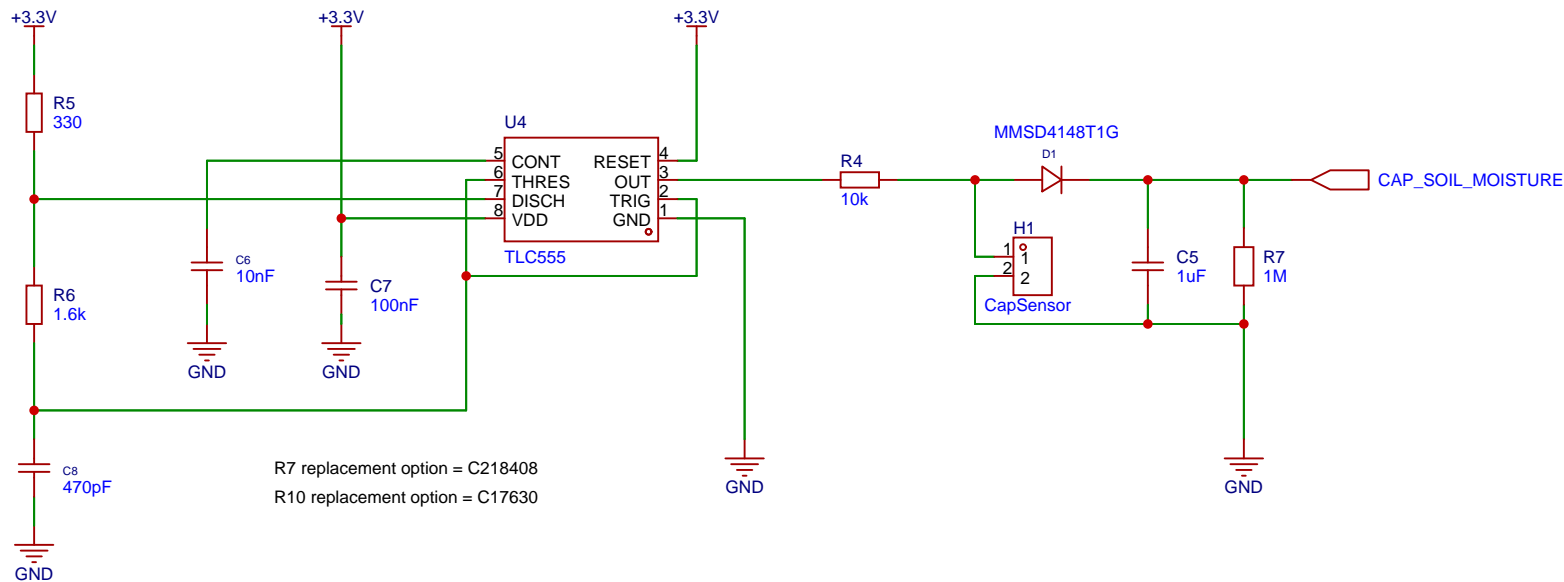 +3.3V
+3.3V
+3.3V
R5
330
U4
MMSD4148T1G
D1
5 CONT RESET 4
6 THRES OUT 3
7 DISCH TRIG 2
8 VDD GND 1
TLC555
R4
10k
CAP_SOIL_MOISTURE
H1
1 1
2 2
CapSensor
C5
1uF
R7
1M
C6
10nF
C7
100nF
R6
1.6k
GND
GND
C8
470pF
R7 replacement option = C218408
R10 replacement option = C17630
GND
GND
GND